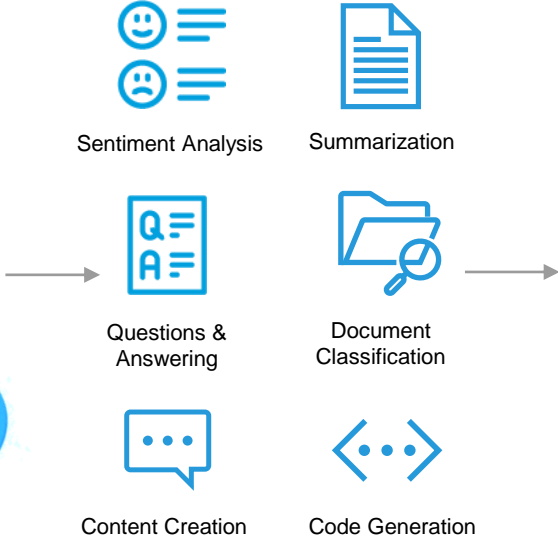 Sentiment Analysis
Summarization
Q
A
Questions &
Answering
Document
Classification
Content Creation
Code Generation